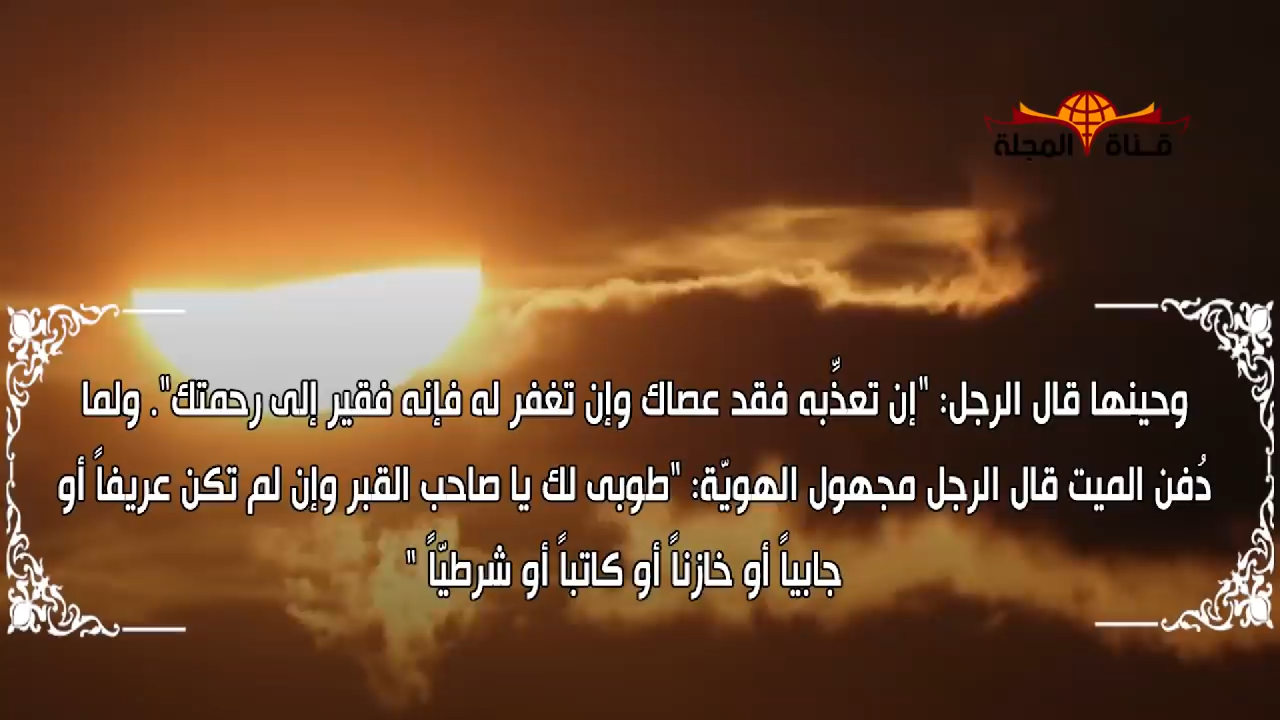 قناة المجلة
وحينها قال الرجل: "إن تعذِّبه فقد عصاك وإن تغفر له فإنه فقير إلى رحمتك". ولما
دُفن الميت قال الرجل مجهول الهويّة: "طوبى لك يا صاحب القبر وإن لم تكن عريفاً أو
جابياً أو خازناً أو كاتباً أو شرطيّاً "